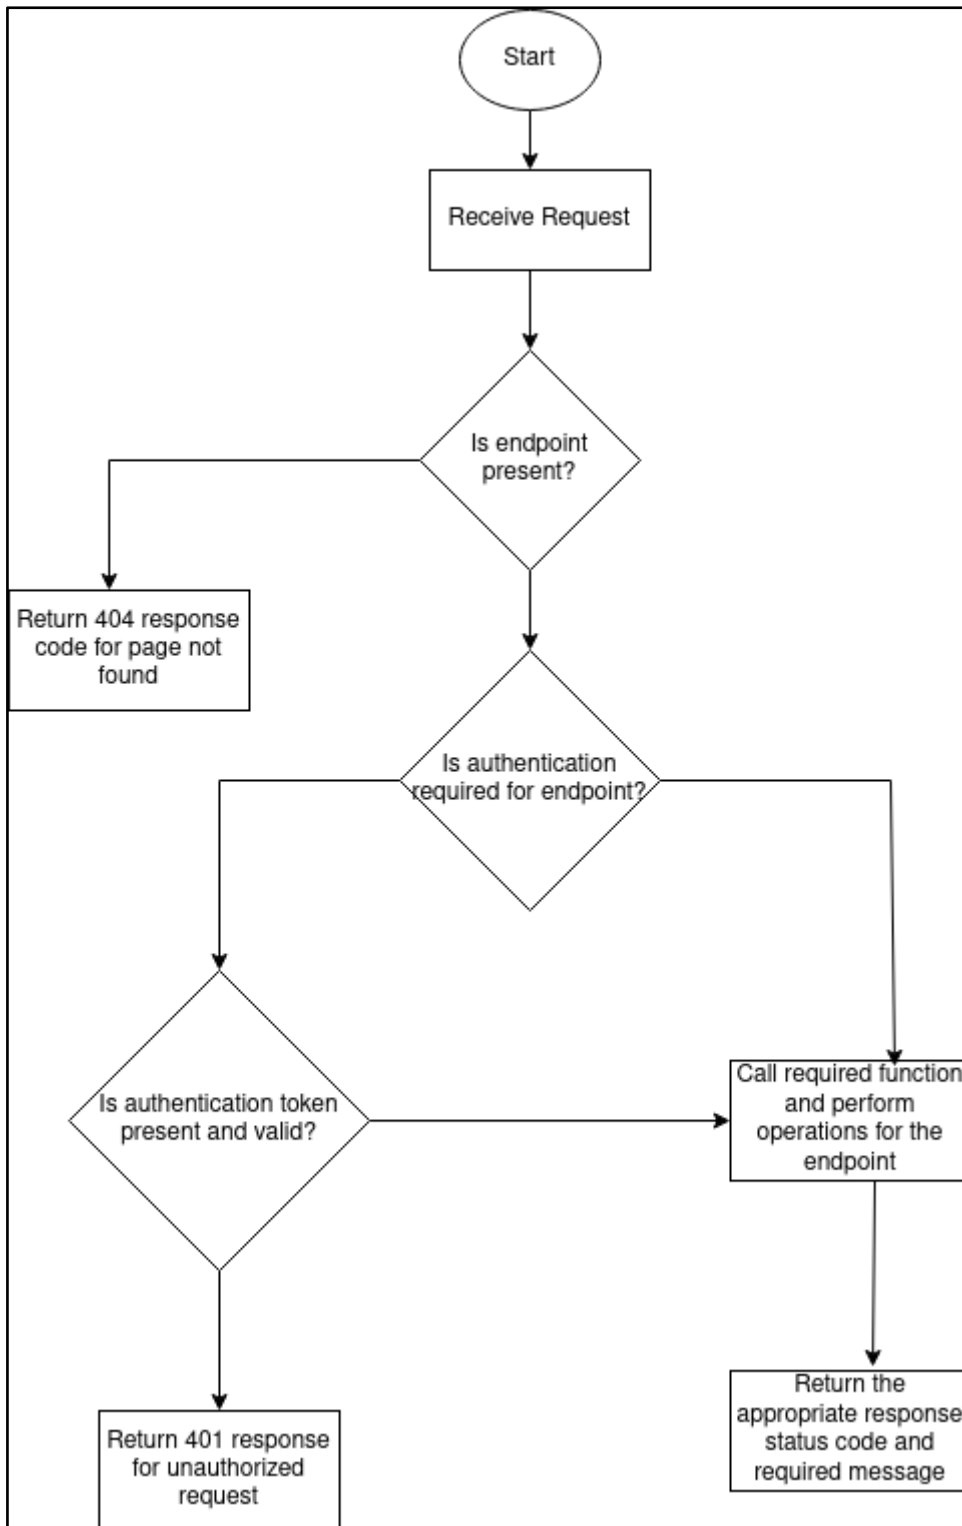 Start
Receive Request
Is endpoint
present?
Return 404 response
code for page not
found
Is authentication
required for endpoint?
Is authentication token
present and valid?
Call required function
and perform
operations for the
endpoint
Return 401 response
for unauthorized
request
Return the
appropriate response
status code and
required message